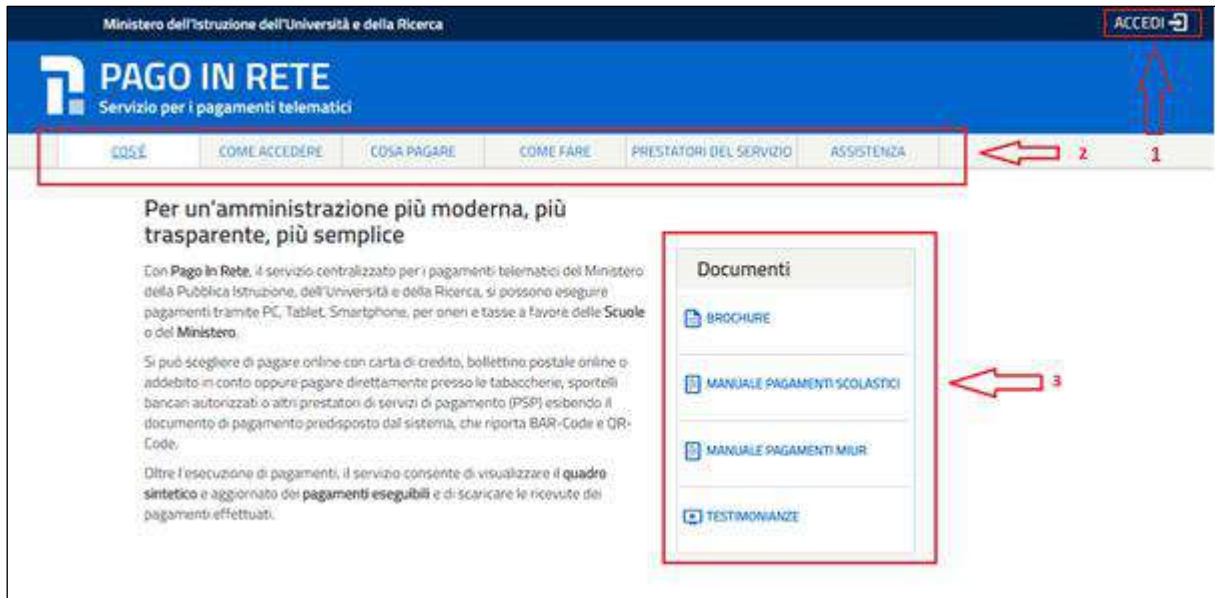 Ministero dell'Istruzione dell'Università e della Ricerca
ACCEDI
PAGO IN RETE
Servizio per i pagamenti telematici
COS'È COME ACCEDERE COSA PAGARE COME FARE PRESTATORI DEL SERVIZIO ASSISTENZA
2
1
Per un'amministrazione più moderna, più
trasparente, più semplice
Con Pago In Rete, il servizio centralizzato per i pagamenti telematici del Ministero
della Pubblica Istruzione, dell'Università e della Ricerca, si possono eseguire
pagamenti tramite PC, Tablet, Smartphone, per oneri e tasse a favore delle Scuole
o del Ministero.
Si può scegliere di pagare online con carta di credito, bollettino postale online o
addebito in conto oppure pagare direttamente presso le tabaccherie, sportelli
bancari autorizzati o altri prestatori di servizi di pagamento (PSP) esibendo il
documento di pagamento predisposto dal sistema, che riporta BAR-Code e QR-
Code.
Oltre l'esecuzione di pagamenti, il servizio consente di visualizzare il quadro
sintetico e aggiornato dei pagamenti eseguibili e di scaricare le ricevute dei
pagamenti effettuati.
Documenti
BROCHURE
MANUALE PAGAMENTI SCOLASTICI
MANUALE PAGAMENTI MIUR
TESTIMONIANZE
3